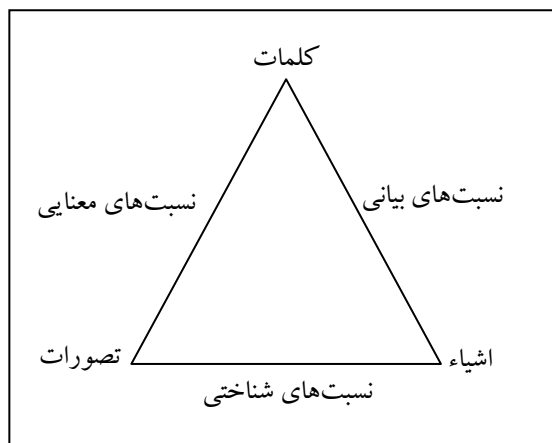 کلمات
نسبت‌های بیانی
نسبت‌های معنایی
اشیاء
تصورات
نسبت‌های شناختی